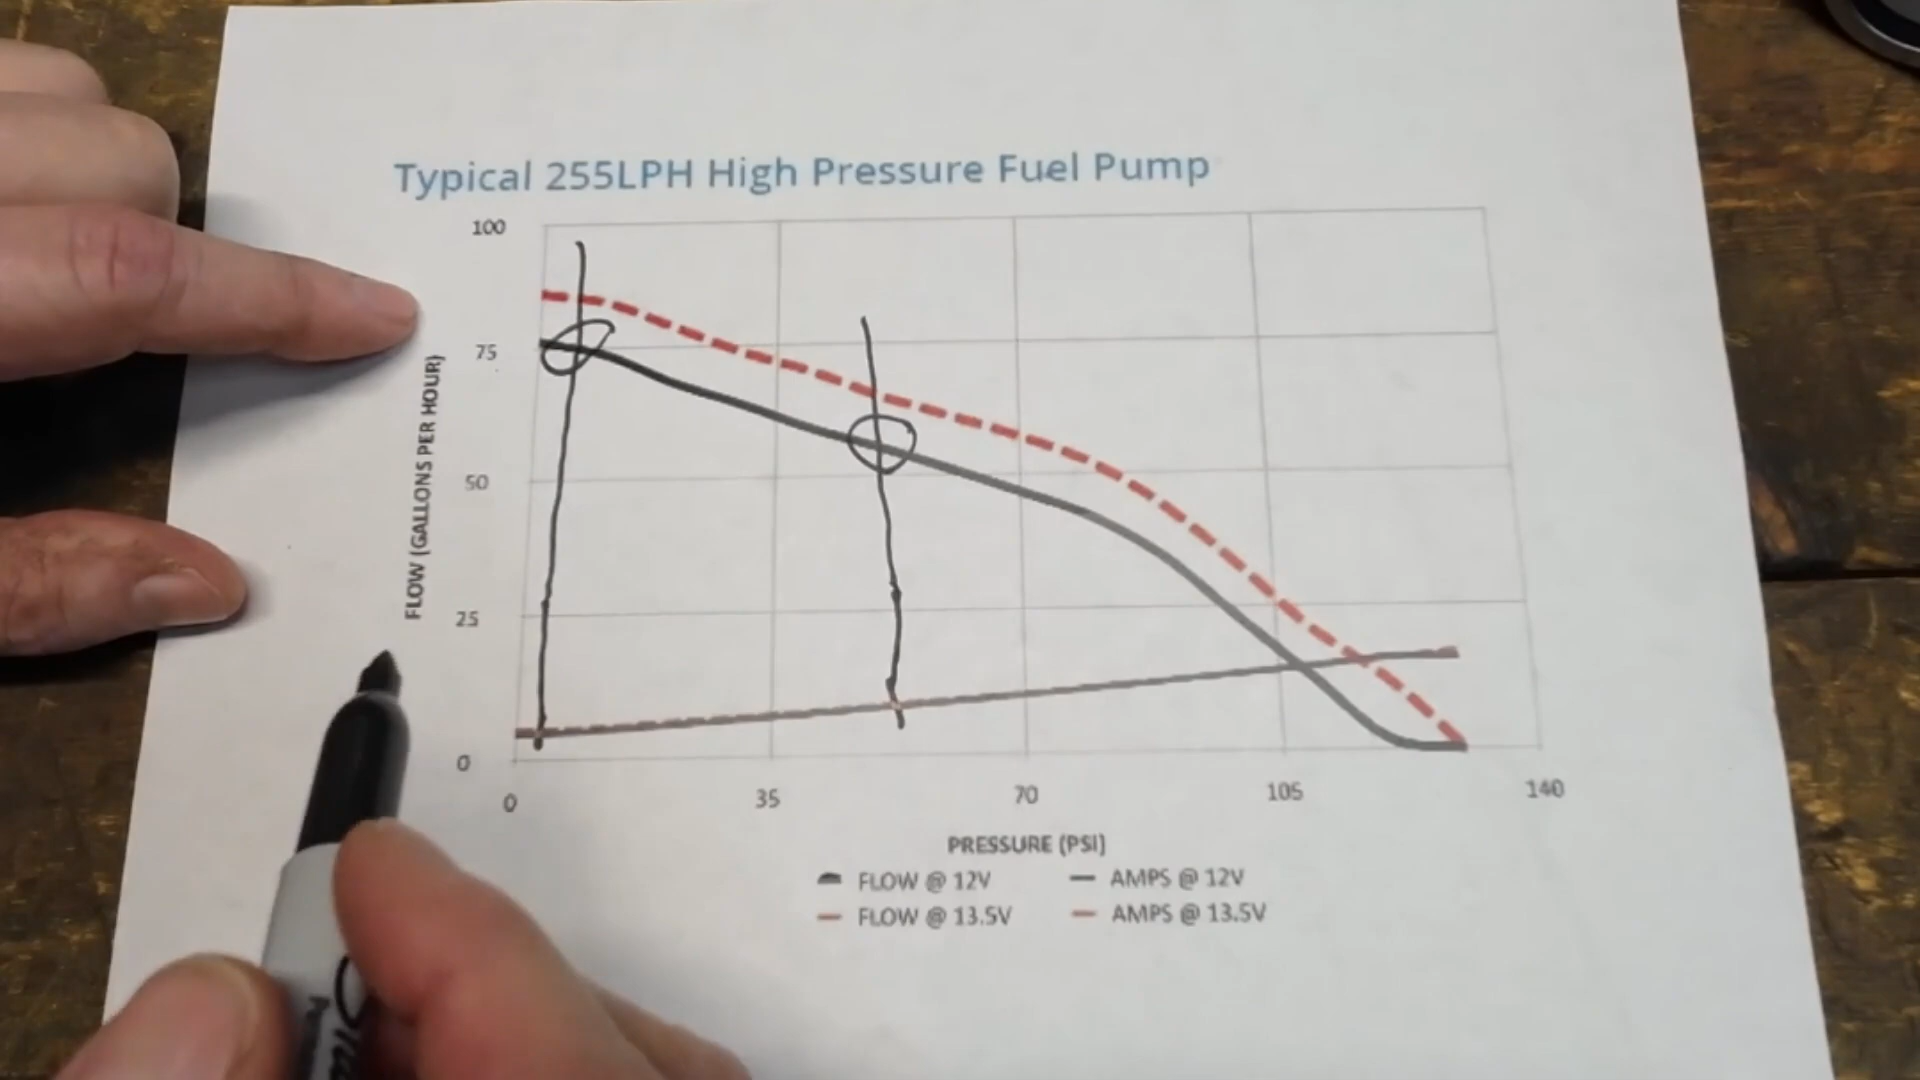 Typical 255LPH High Pressure Fuel Pump
100
75
50
25
0
FLOW (GALLONS PER HOUR)
0 35 70 105 140
PRESSURE (PSI)
FLOW @ 12V AMPS @ 12V
FLOW @ 13.5V AMPS @ 13.5V